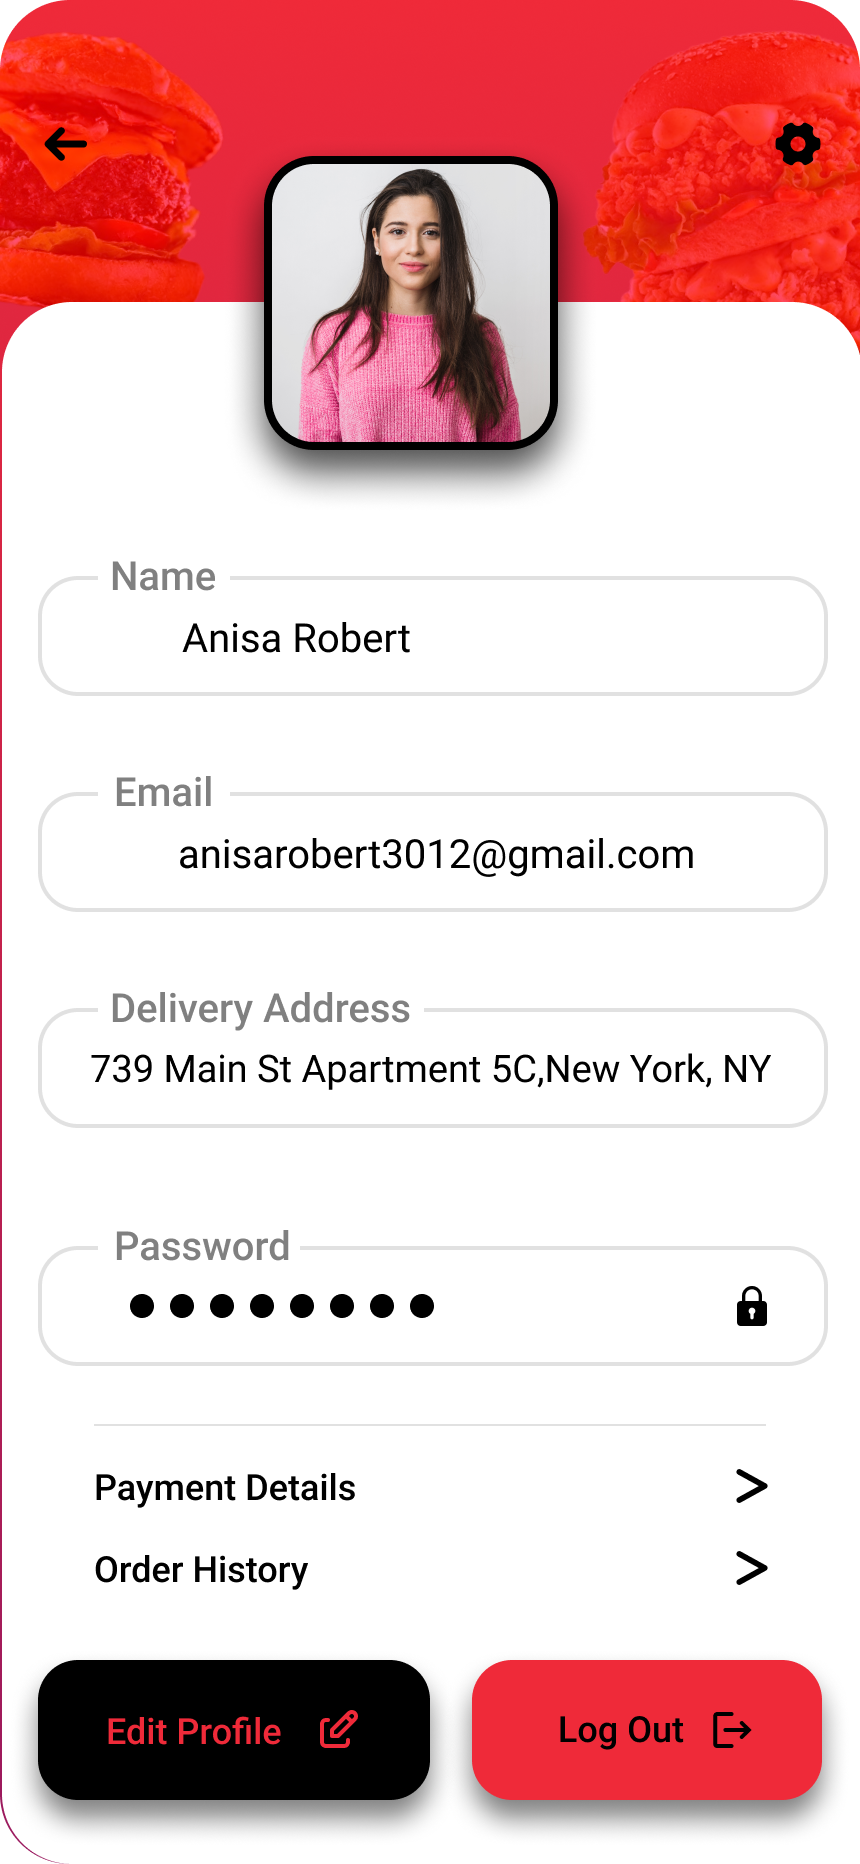 Name
Anisa Robert
Email
anisarobert3012@gmail.com
Delivery Address
739 Main St Apartment 5C,New York, NY
Password
Payment Details
Order History
Edit Profile
Log Out